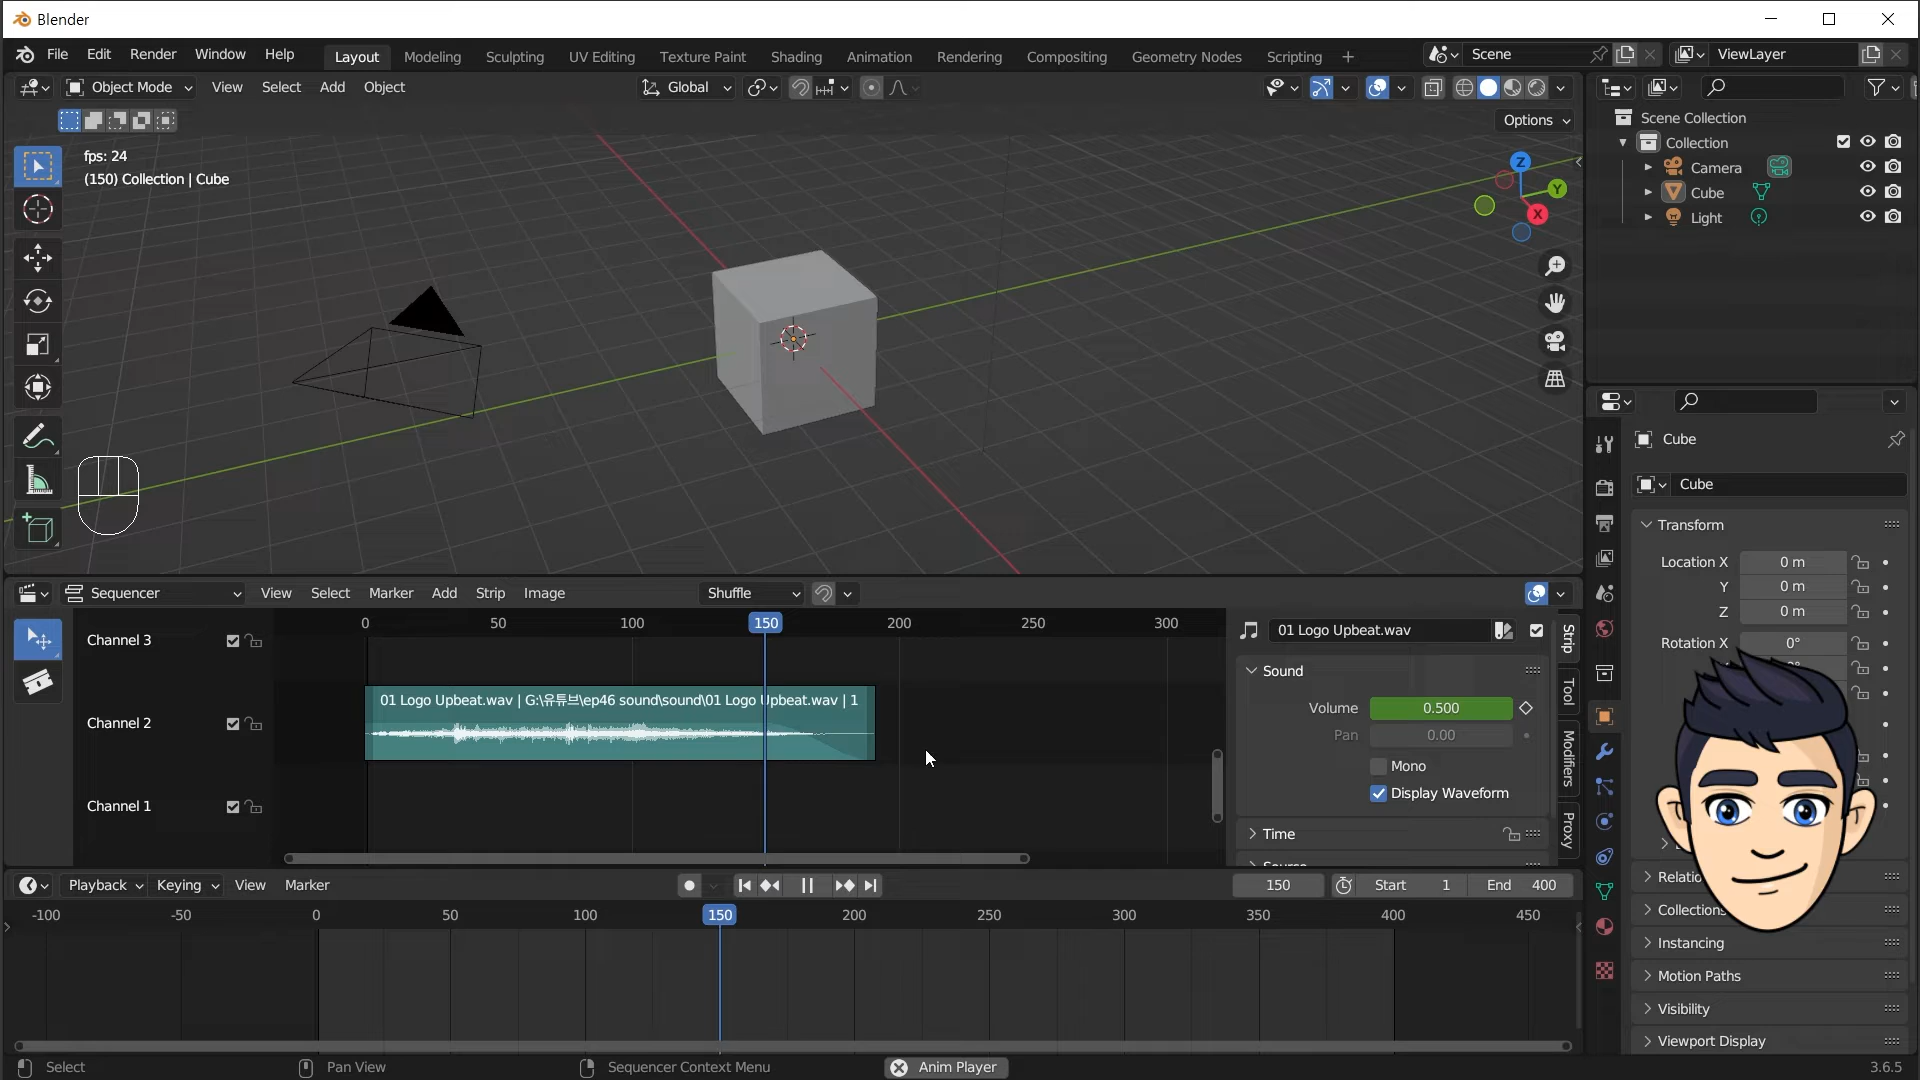 Blender
File Edit Render Window Help Layout Modeling Sculpting UV Editing Texture Paint Shading Animation Rendering Compositing Geometry Nodes Scripting + Scene ViewLayer
Object Mode View Select Add Object Global
Options
fps: 24
(150) Collection | Cube
Z
Y
X
Scene Collection
Collection
Camera
Cube
Light
Cube
Cube
Transform
Location X 0 m
Y 0 m
Z 0 m
Rotation X 0°
Relatio
Collections
Instancing
Motion Paths
Visibility
Viewport Display
Sequencer View Select Marker Add Strip Image Shuffle
0 50 100 150 200 250 300
Channel 3
01 Logo Upbeat.wav | G:\유튜브\ep46 sound\sound\01 Logo Upbeat.wav | 1
Channel 2
Channel 1
01 Logo Upbeat.wav
Sound
Volume 0.500
Pan 0.00
Mono
Display Waveform
Time
Strip
Tool
Modifiers
Proxy
Playback Keying View Marker 150 Start 1 End 400
-100 -50 0 50 100 150 200 250 300 350 400 450
Select Pan View Sequencer Context Menu Anim Player 3.6.5